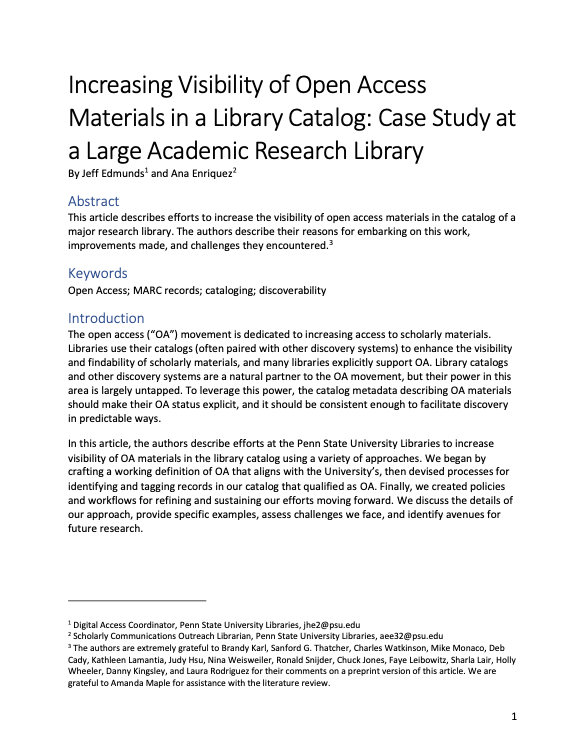 Increasing Visibility of Open Access
Materials in a Library Catalog: Case Study at
a Large Academic Research Library
By Jeff Edmunds1 and Ana Enriquez2
Abstract
This article describes efforts to increase the visibility of open access materials in the catalog of a
major research library. The authors describe their reasons for embarking on this work,
improvements made, and challenges they encountered.3
Keywords
Open Access; MARC records; cataloging; discoverability
Introduction
The open access (“OA”) movement is dedicated to increasing access to scholarly materials.
Libraries use their catalogs (often paired with other discovery systems) to enhance the visibility
and findability of scholarly materials, and many libraries explicitly support OA. Library catalogs
and other discovery systems are a natural partner to the OA movement, but their power in this
area is largely untapped. To leverage this power, the catalog metadata describing OA materials
should make their OA status explicit, and it should be consistent enough to facilitate discovery
in predictable ways.
In this article, the authors describe efforts at the Penn State University Libraries to increase
visibility of OA materials in the library catalog using a variety of approaches. We began by
crafting a working definition of OA that aligns with the University’s, then devised processes for
identifying and tagging records in our catalog that qualified as OA. Finally, we created policies
and workflows for refining and sustaining our efforts moving forward. We discuss the details of
our approach, provide specific examples, assess challenges we face, and identify avenues for
future research.
1 Digital Access Coordinator, Penn State University Libraries, jhe2@psu.edu
2 Scholarly Communications Outreach Librarian, Penn State University Libraries, aee32@psu.edu
3 The authors are extremely grateful to Brandy Karl, Sanford G. Thatcher, Charles Watkinson, Mike Monaco, Deb
Cady, Kathleen Lamantia, Judy Hsu, Nina Weisweiler, Ronald Snijder, Chuck Jones, Faye Leibowitz, Sharla Lair, Holly
Wheeler, Danny Kingsley, and Laura Rodriguez for their comments on a preprint version of this article. We are
grateful to Amanda Maple for assistance with the literature review.
1